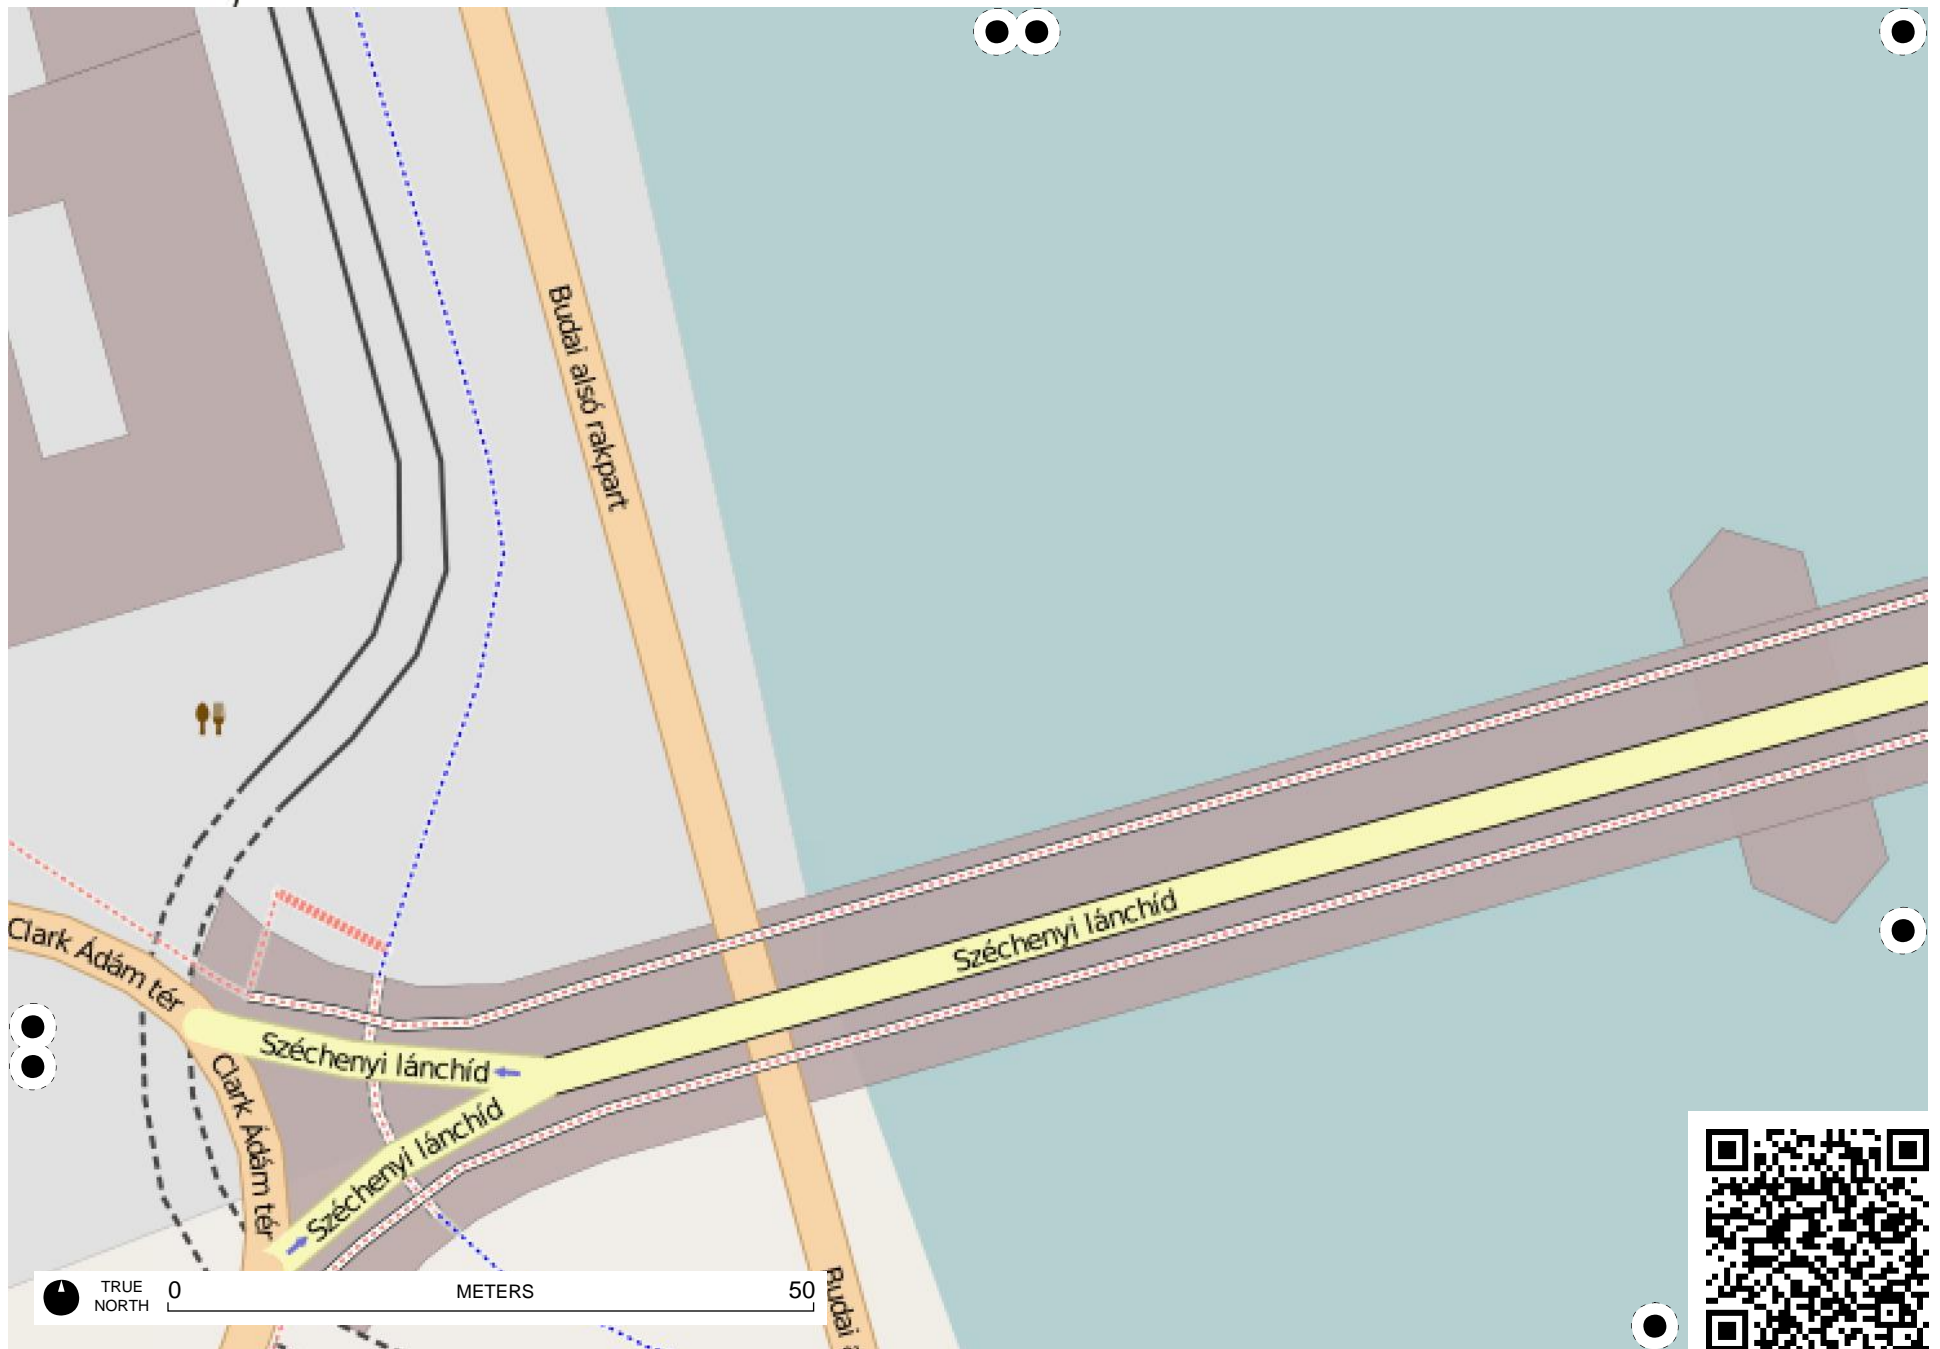 Budai alsó rakpart
Széchenyi lánchíd
Clark Ádám tér
Széchenyi lánchíd
Clark Ádám tér
Széchenyi lánchíd
Budai
TRUE
NORTH
0
METERS
50